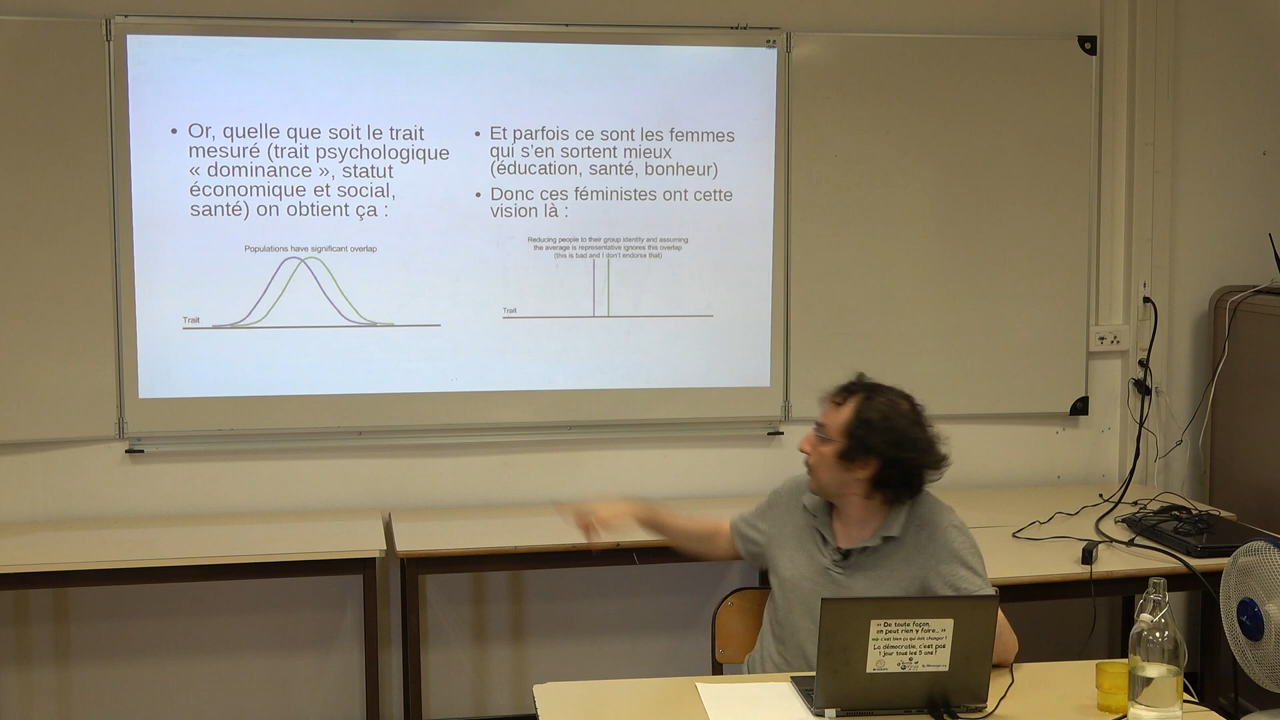 • Or, quelle que soit le trait
mesuré (trait psychologique
« dominance », statut
économique et social,
santé) on obtient ça :
Populations have significant overlap
Trait
• Et parfois ce sont les femmes
qui s'en sortent mieux
(éducation, santé, bonheur)
• Donc ces féministes ont cette
vision là :
Reducing people to their group identity and assuming
the average is representative ignores this overlap
(this is bad and I don't endorse that)
Trait
" De toute façon,
on peut rien y faire... "
La démocratie, c'est pas
1 jour tous les 5 ans !